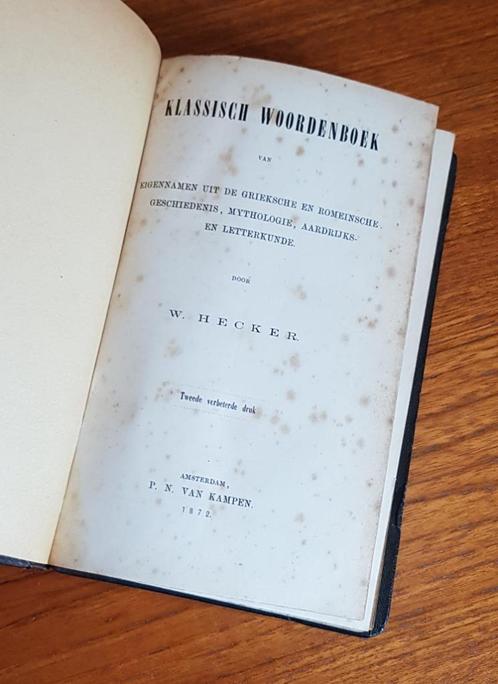 KLASSISCH WOORDENBOEK
VAN
EIGENNAMEN UIT DE GRIEKSCHE EN ROMEINSCHE
GESCHIEDENIS, MYTHOLOGIE, AARDRIJKS-
EN LETTERKUNDE.
DOOR
W. HECKER.
Tweede verbeterde druk
AMSTERDAM,
P. N. VAN KAMPEN.
1872.